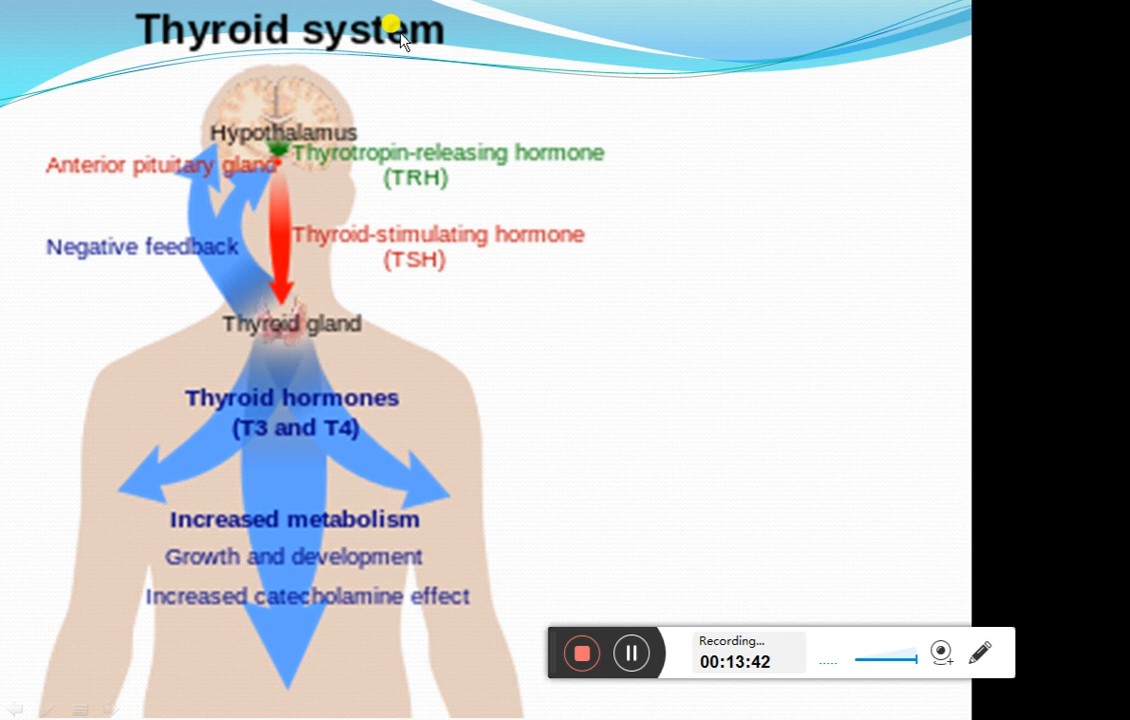 Thyroid system
Hypothalamus
Thyrotropin-releasing hormone
(TRH)
Anterior pituitary gland
Negative feedback
Thyroid-stimulating hormone
(TSH)
Thyroid gland
Thyroid hormones
(T3 and T4)
Increased metabolism
Growth and development
Increased catecholamine effect
Recording...
00:13:42